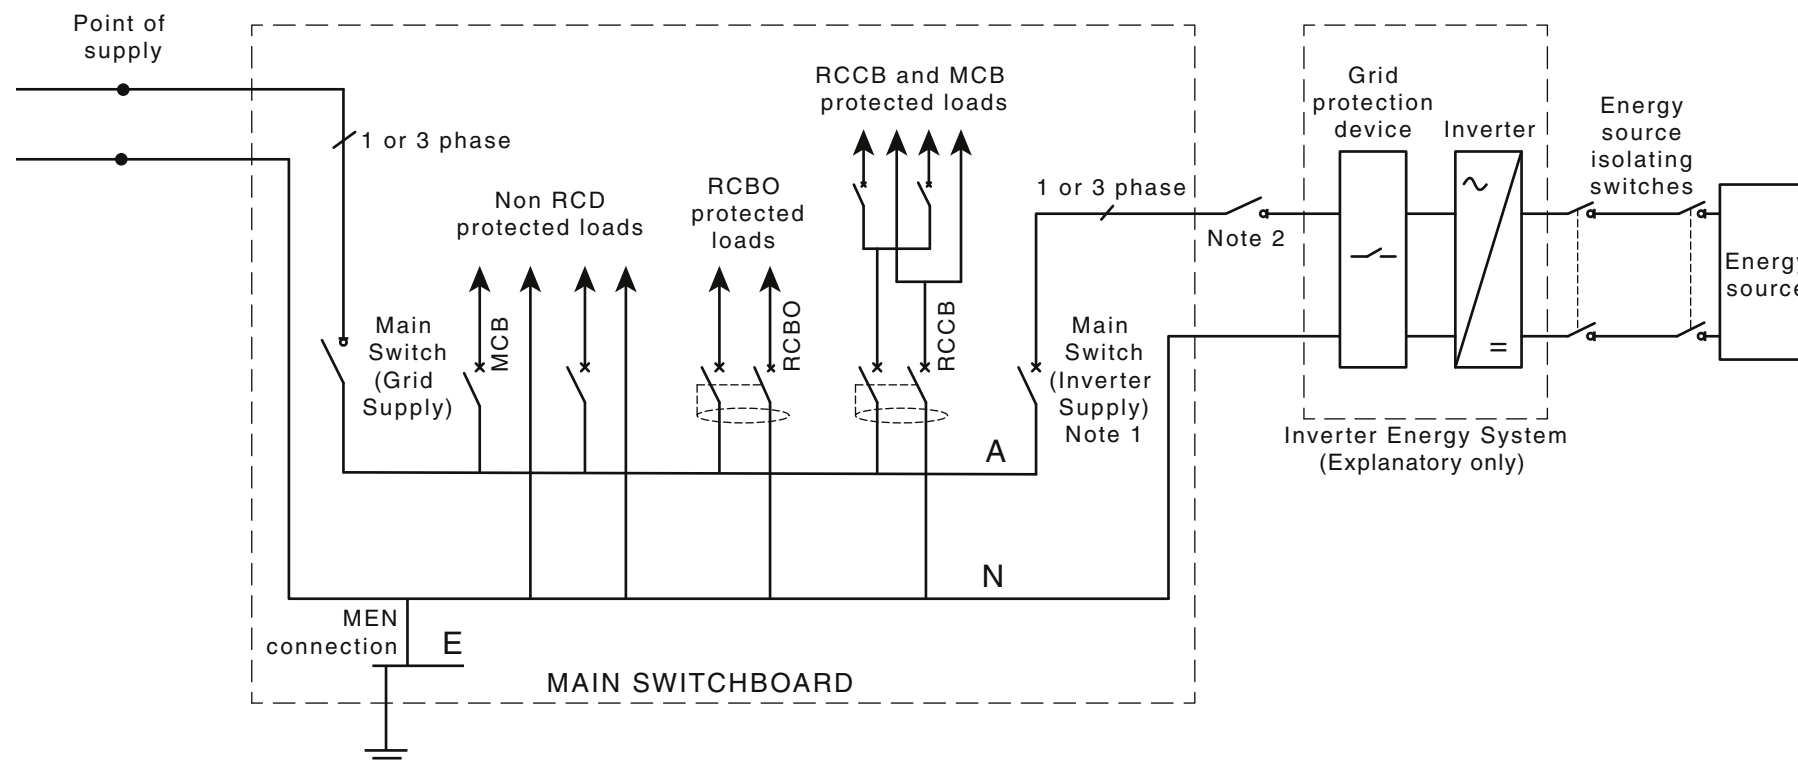 Point of
supply
1 or 3 phase
Non RCD
protected loads
RCBO
protected
loads
RCCB and MCB
protected loads
1 or 3 phase
Note 2
Grid
protection
device
Inverter
Energy
source
isolating
switches
Energy
source
Main
Switch
(Grid
Supply)
MCB
RCBO
RCCB
Main
Switch
(Inverter
Supply)
Note 1
A
Inverter Energy System
(Explanatory only)
N
MEN
connection
E
MAIN SWITCHBOARD